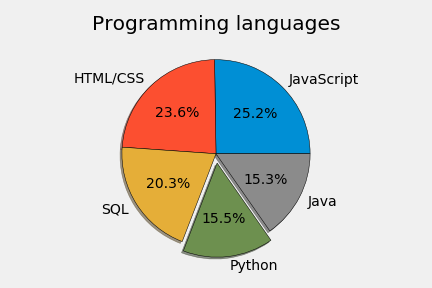 Programming languages
HTML/CSS
JavaScript
23.6%
25.2%
20.3%
15.3%
SQL
Java
15.5%
Python